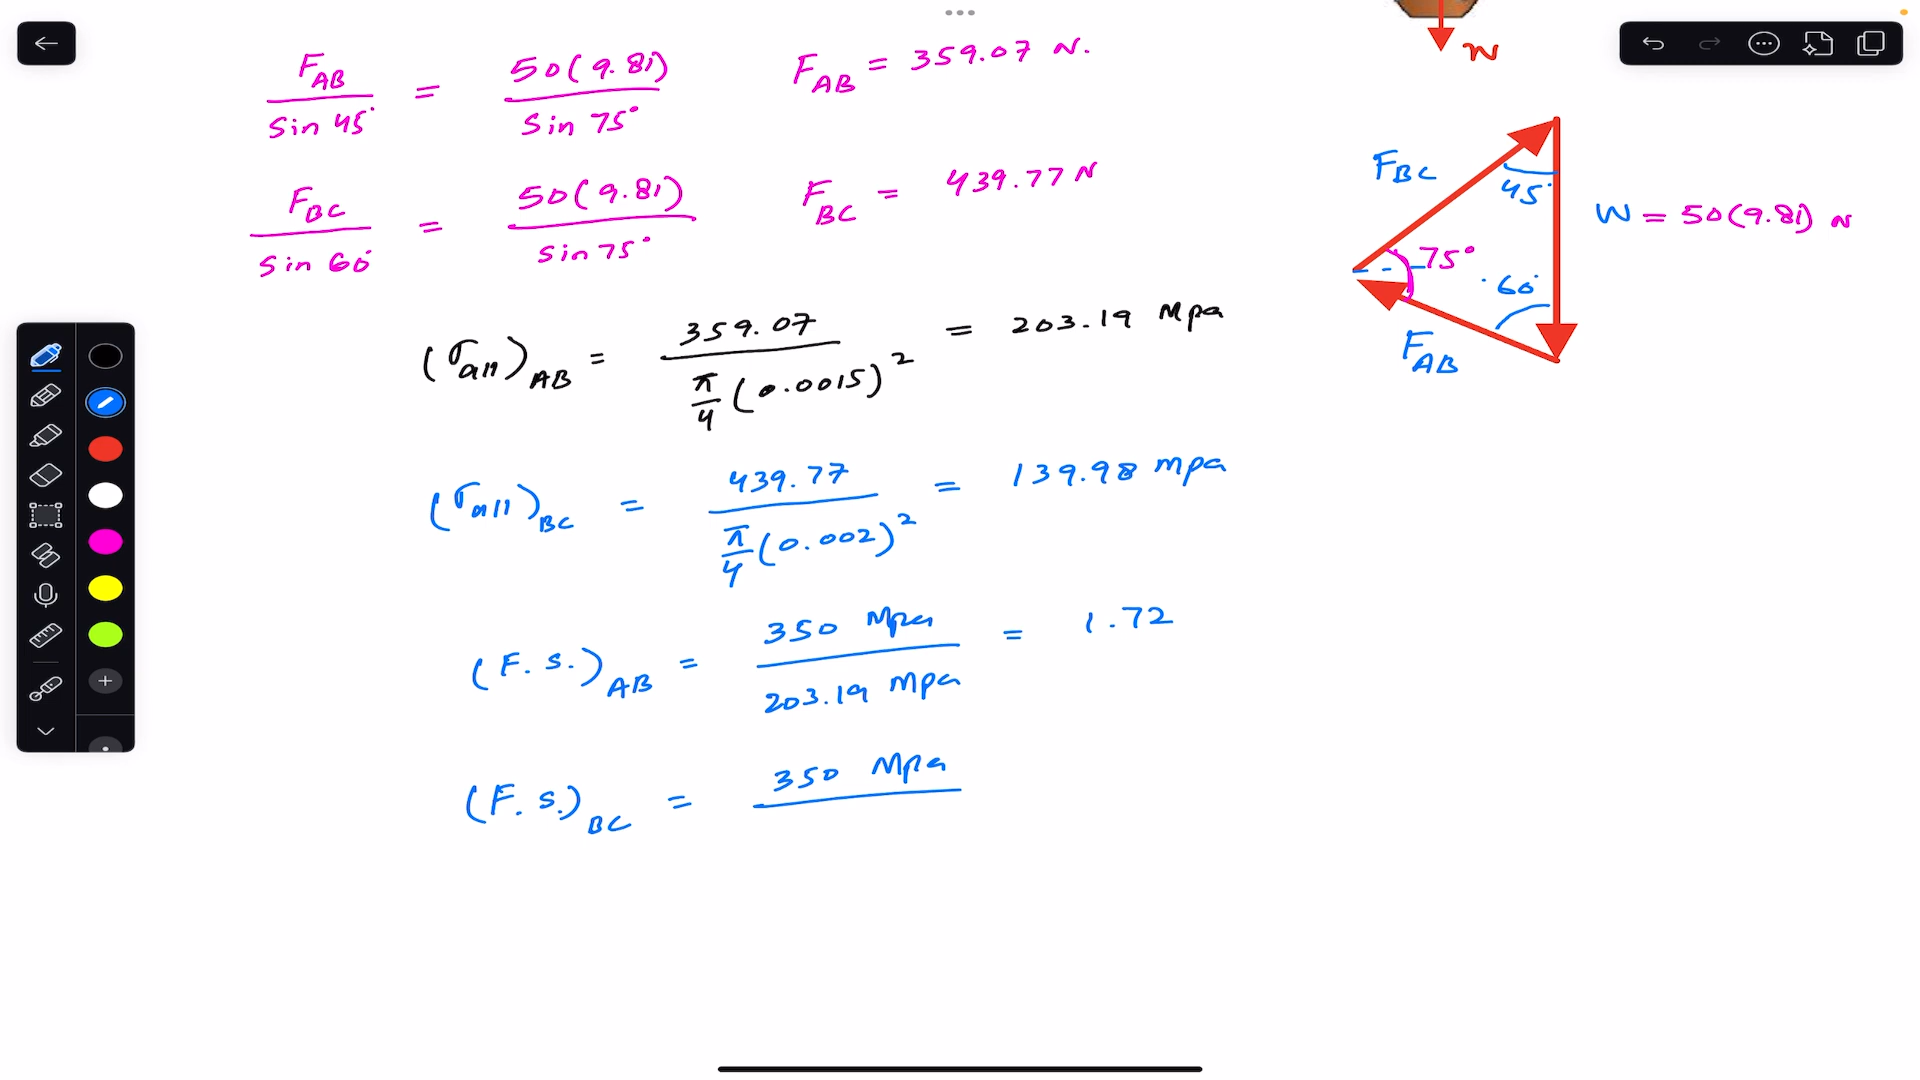 F_AB / Sin 45° = 50(9.81) / Sin 75° F_AB = 359.07 N.
F_BC / Sin 60° = 50(9.81) / Sin 75° F_BC = 439.77 N
(σ_all)_AB = 359.07 / π/4 (0.0015)² = 203.19 Mpa
(σ_all)_BC = 439.77 / π/4 (0.002)² = 139.98 Mpa
(F.S.)_AB = 350 Mpa / 203.19 Mpa = 1.72
(F.S.)_BC = 350 Mpa
W
F_BC
45°
W = 50(9.81) N
75°
60°
F_AB